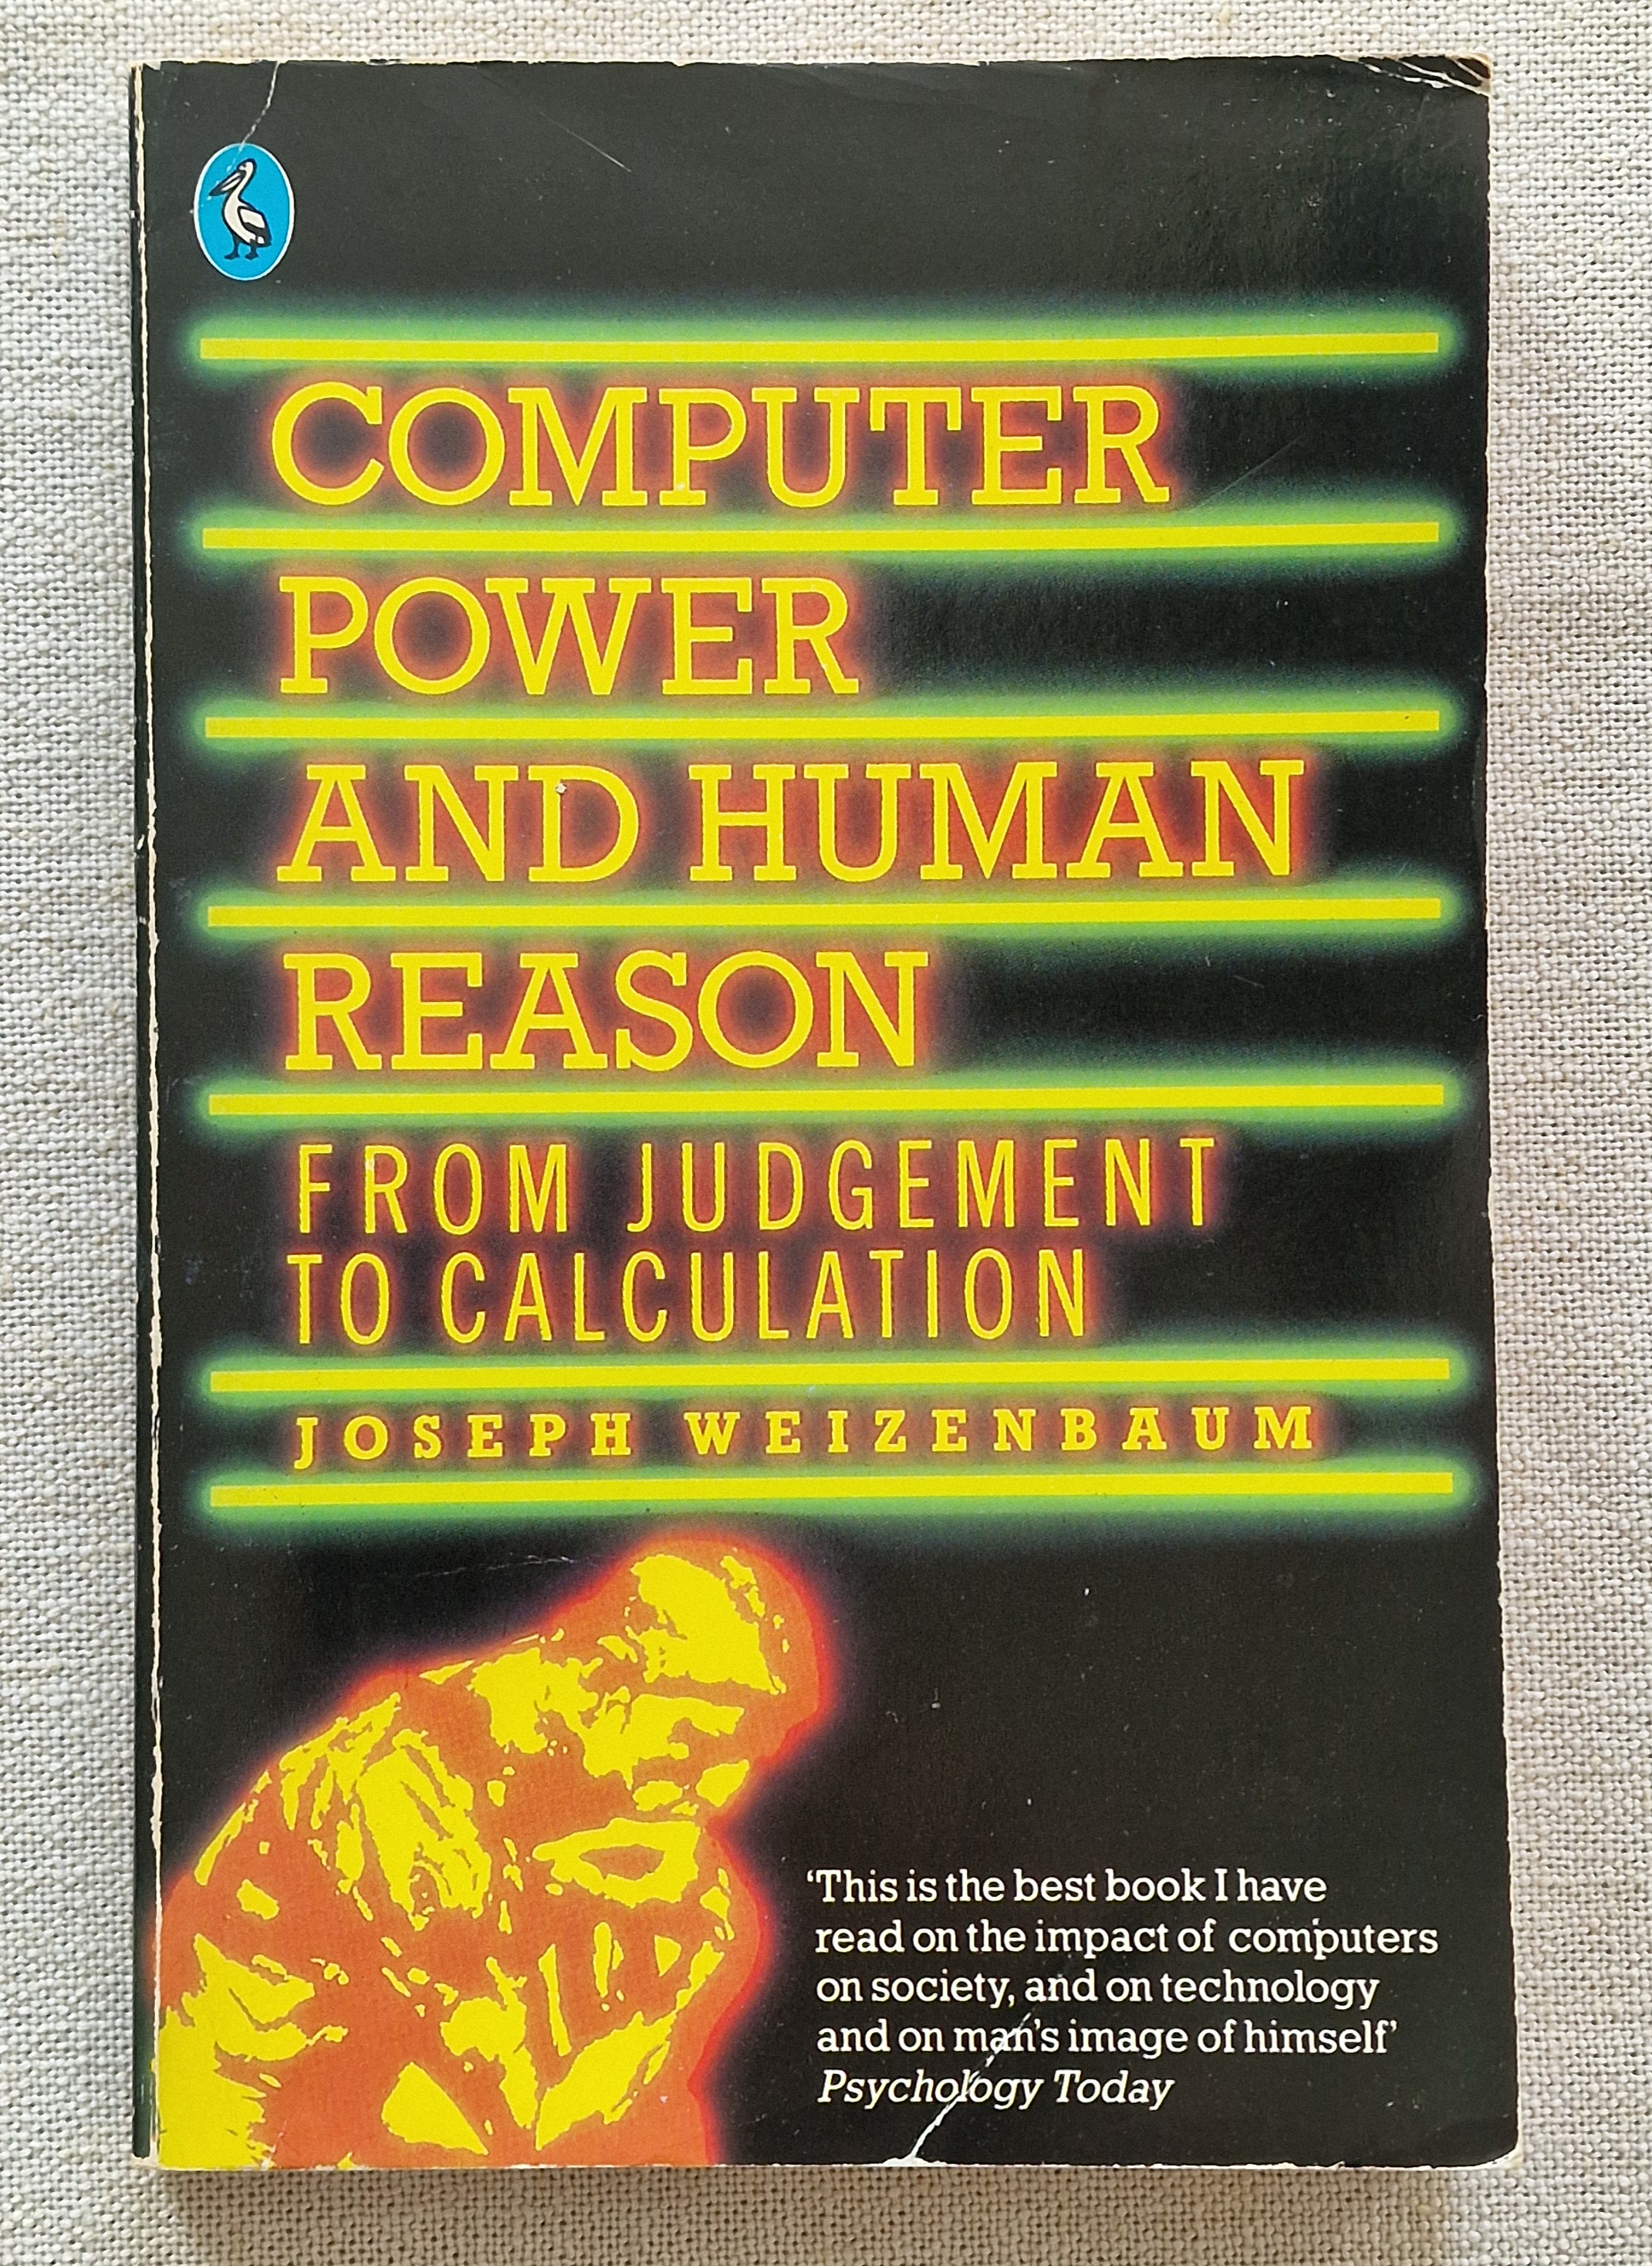 COMPUTER
POWER
AND HUMAN
REASON
FROM JUDGEMENT
TO CALCULATION
JOSEPH WEIZENBAUM
‘This is the best book I have
read on the impact of computers
on society, and on technology
and on man’s image of himself’
Psychology Today